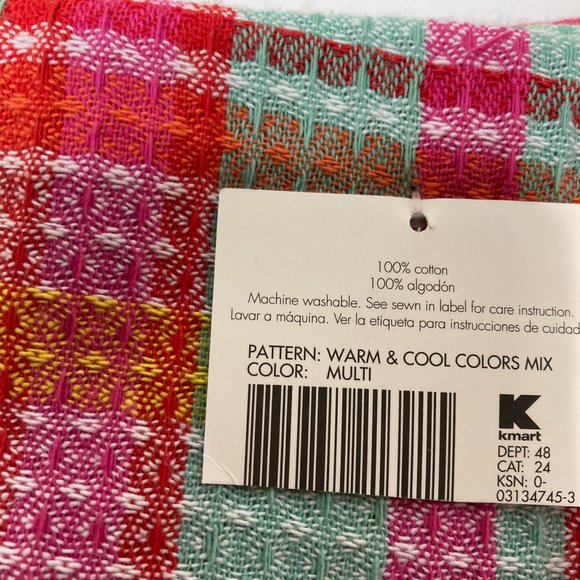 100% cotton
100% algodón
Machine washable. See sewn in label for care instruction.
Lavar a máquina. Ver la etiqueta para instrucciones de cuidad
PATTERN: WARM & COOL COLORS MIX
COLOR: MULTI
K
kmart
DEPT: 48
CAT: 24
KSN: 0-
03134745-3